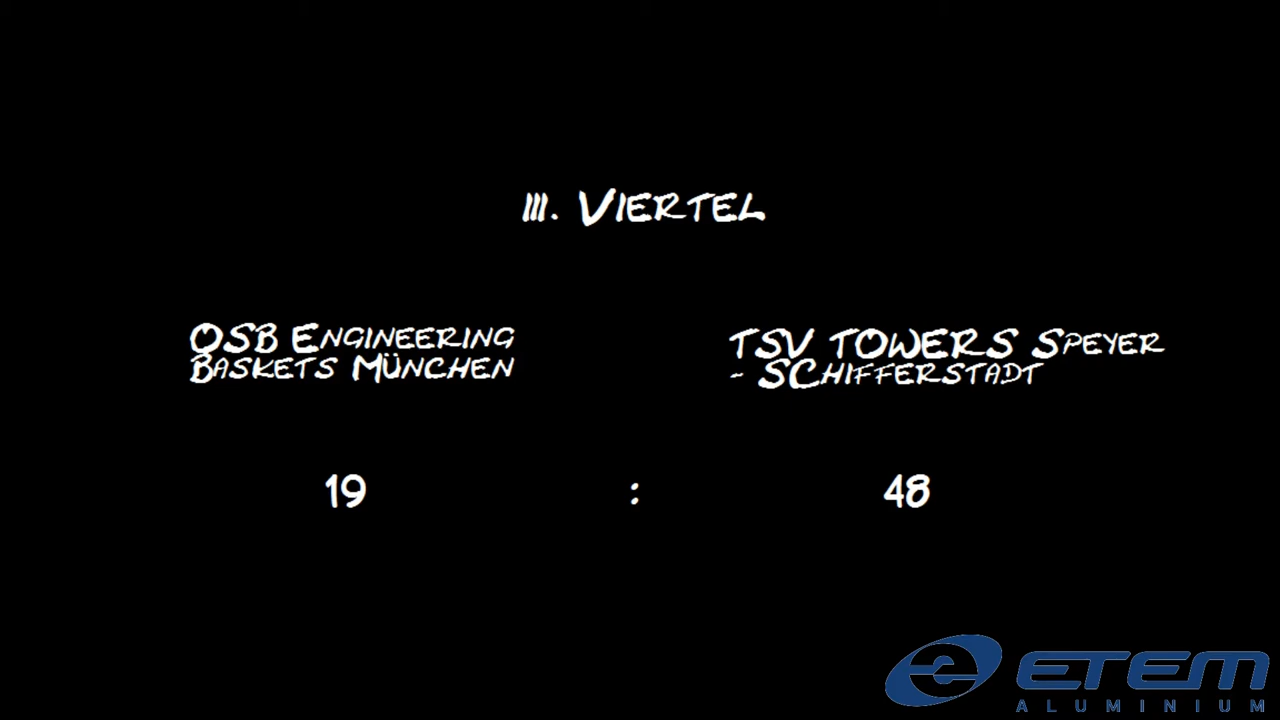 III. Viertel
OSB Engineering
Baskets München
TSV TOWERS Speyer
- SChifferstadt
19 : 48
ETEM
ALUMINIUM